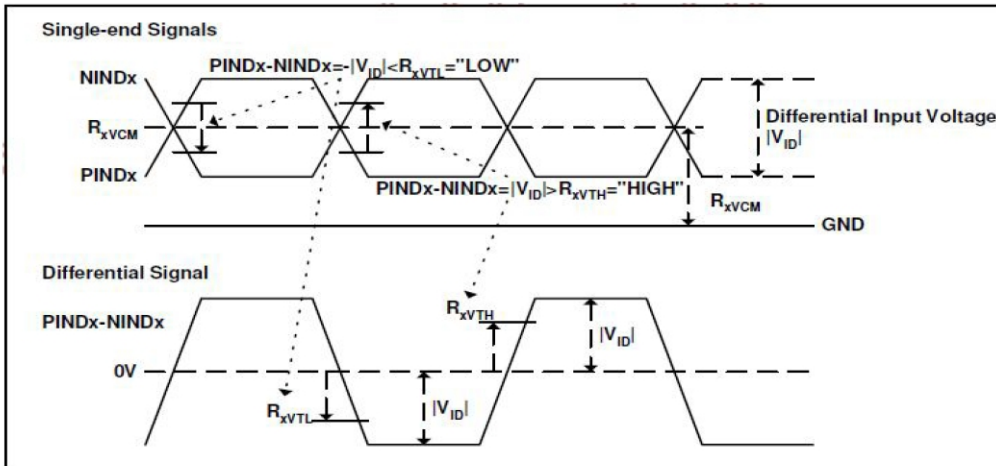 Single-end Signals
PINDx-NINDx=-|VID|<RxVTL="LOW"
NINDx
RxVCM
Differential Input Voltage
|VID|
PINDx
PINDx-NINDx=|VID|>RxVTH="HIGH"
RxVCM
GND
Differential Signal
PINDx-NINDx
RxVTH
|VID|
0V
RxVTL
|VID|